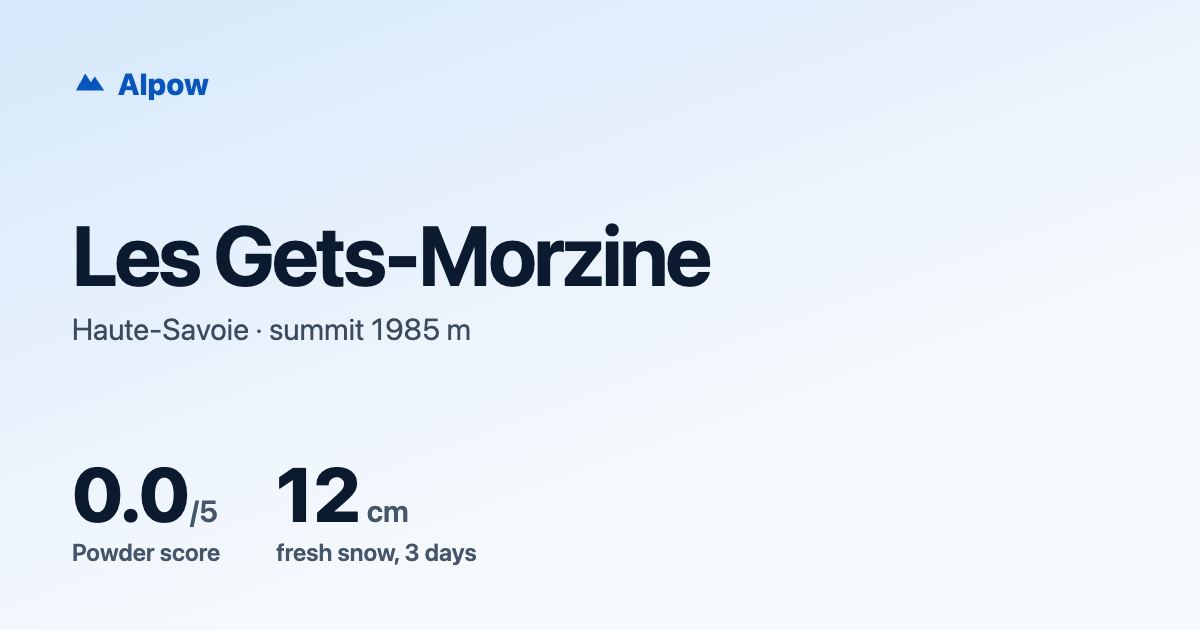 Alpow
Les Gets-Morzine
Haute-Savoie · summit 1985 m
0.0/5 12 cm
Powder score fresh snow, 3 days